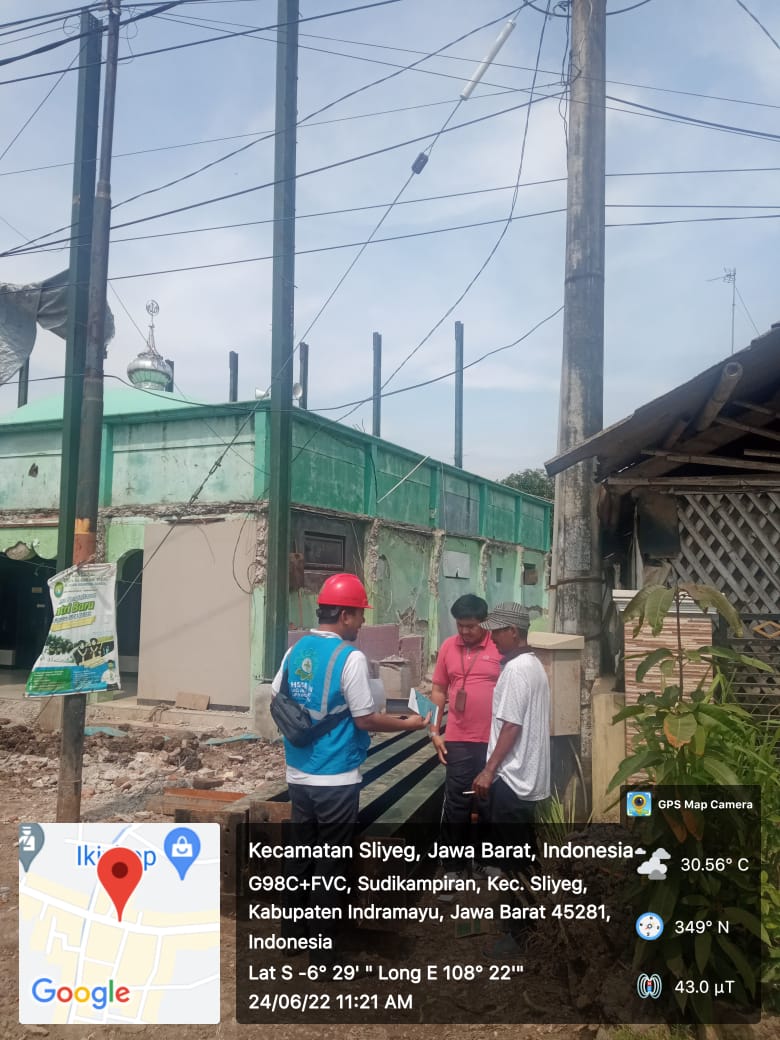 tri Baru
GPS Map Camera
Kecamatan Sliyeg, Jawa Barat, Indonesia
G98C+FVC, Sudikampiran, Kec. Sliyeg,
Kabupaten Indramayu, Jawa Barat 45281,
Indonesia
Lat S -6° 29' " Long E 108° 22'"
24/06/22 11:21 AM
30.56° C
349° N
43.0 µT
Google